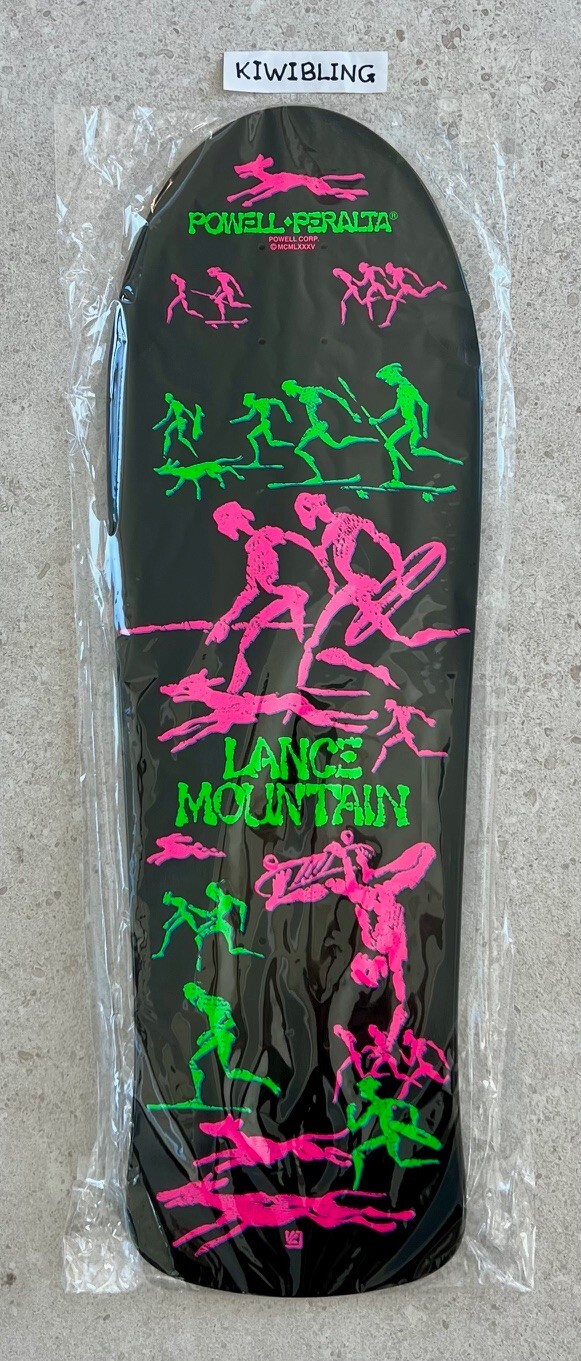 KIWIBLING
POWELL PERALTA®
POWELL CORP.
©MCMLXXXV
LANCE
MOUNTAIN